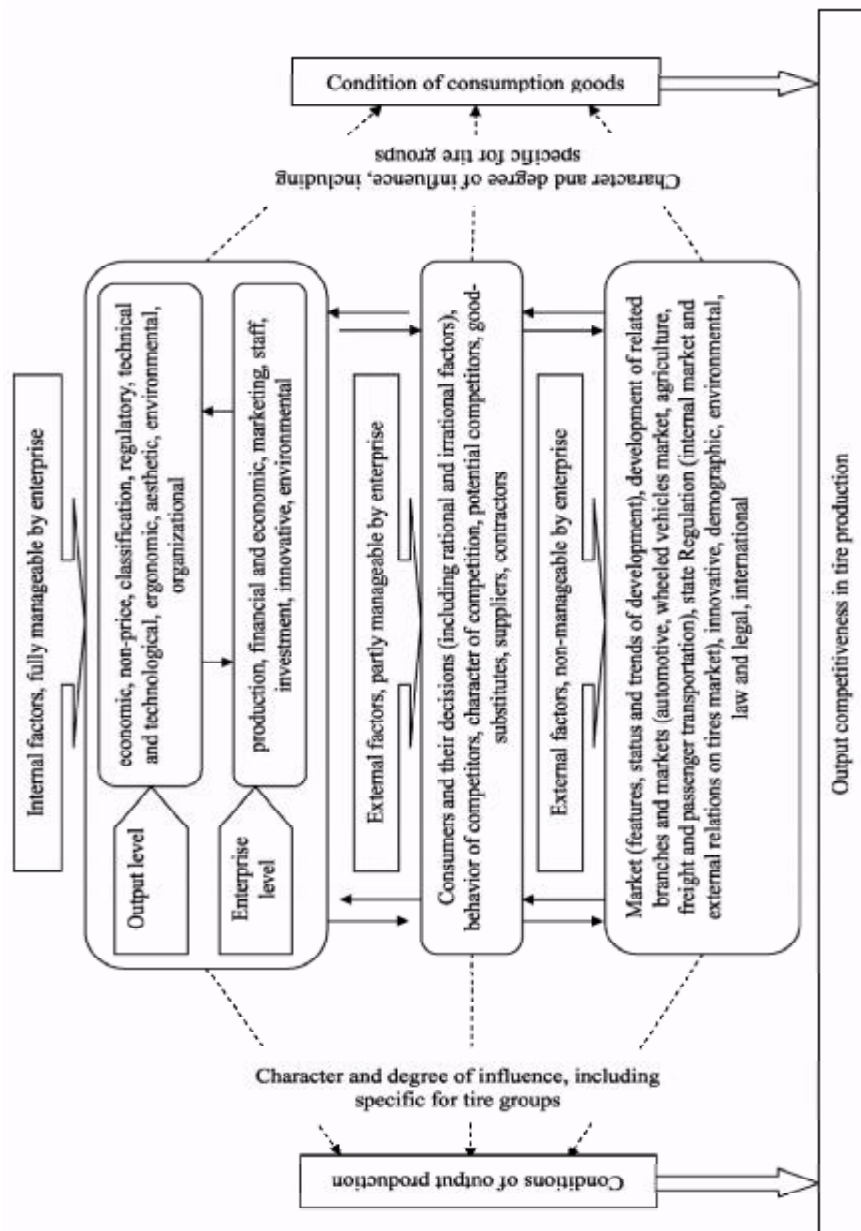 Internal factors, fully manageable by enterprise
Output level
economic, non-price, classification, regulatory, technical
and technological, ergonomic, aesthetic, environmental,
organizational
Enterprise
level
production, financial and economic, marketing, staff,
investment, innovative, environmental
External factors, partly manageable by enterprise
Consumers and their decisions (including rational and irrational factors),
behavior of competitors, character of competition, potential competitors, good-
substitutes, suppliers, contractors
External factors, non-manageable by enterprise
Market (features, status and trends of development), development of related
branches and markets (automotive, wheeled vehicles market, agriculture,
freight and passenger transportation), state Regulation (internal market and
external relations on tires market), innovative, demographic, environmental,
law and legal, international
Character and degree of influence, including
specific for tire groups
Conditions of output production
Character and degree of influence, including,
specific for tire groups
Condition of consumption goods
Output competitiveness in tire production